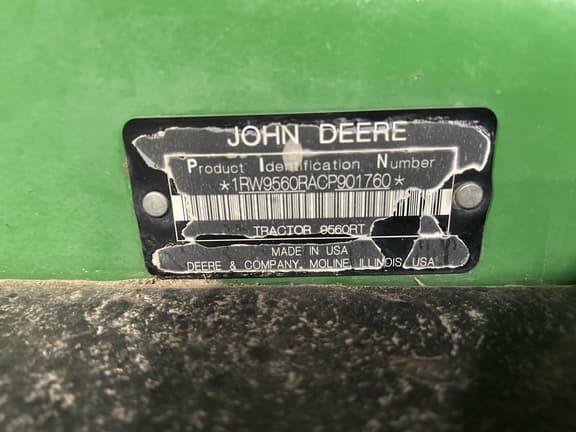 JOHN DEERE
Product Identification Number
*1RW9560RACP901760*
TRACTOR 9560RT
MADE IN USA
DEERE & COMPANY, MOLINE, ILLINOIS, USA